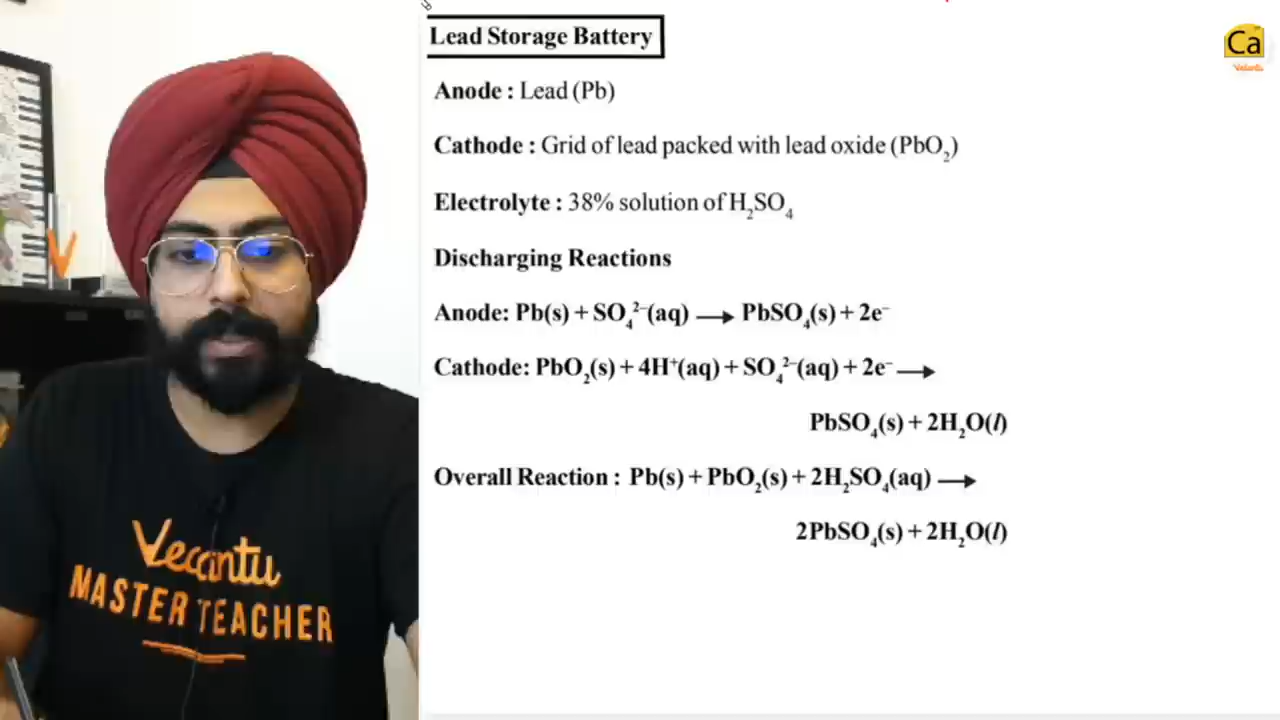 Lead Storage Battery
Ca
Vedantu
Anode : Lead (Pb)
Cathode : Grid of lead packed with lead oxide (PbO₂)
Electrolyte : 38% solution of H₂SO₄
Discharging Reactions
Anode: Pb(s) + SO₄²⁻(aq) ⟶ PbSO₄(s) + 2e⁻
Cathode: PbO₂(s) + 4H⁺(aq) + SO₄²⁻(aq) + 2e⁻ ⟶
PbSO₄(s) + 2H₂O(l)
Overall Reaction : Pb(s) + PbO₂(s) + 2H₂SO₄(aq) ⟶
2PbSO₄(s) + 2H₂O(l)
Vedantu
MASTER TEACHER